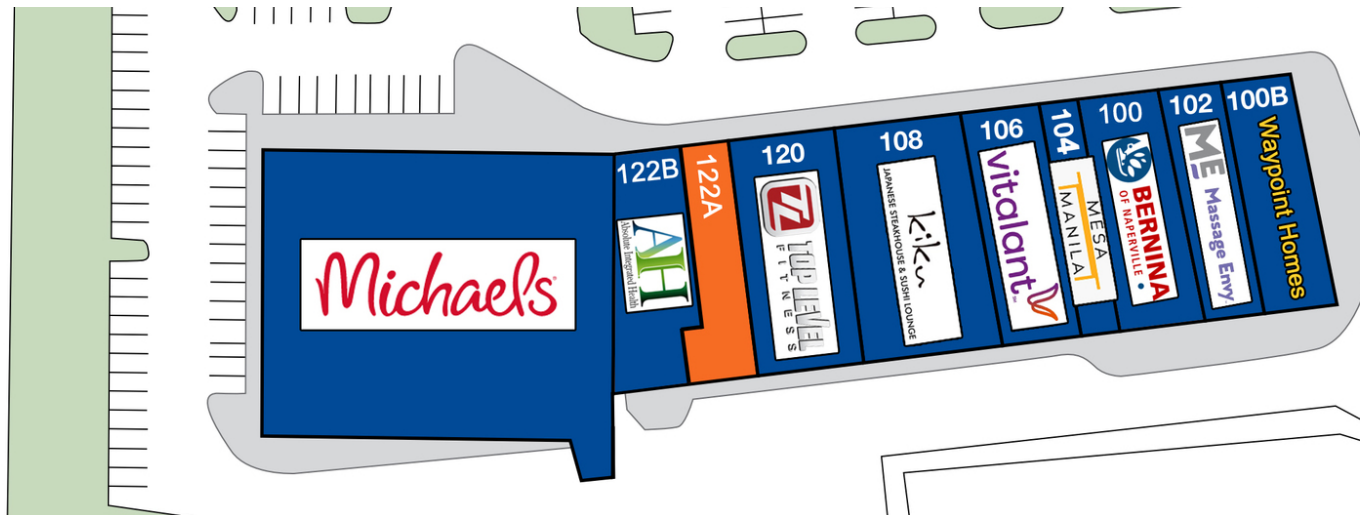 Michaels
122B
AIH
Absolute Integrated Health
122A
120
TOP LEVEL
FITNESS
108
kiku
JAPANESE STEAKHOUSE & SUSHI LOUNGE
106
vitalant
104
MESA
MANILA
100
BERNINA
OF NAPERVILLE
102
ME
Massage Envy
100B
Waypoint Homes